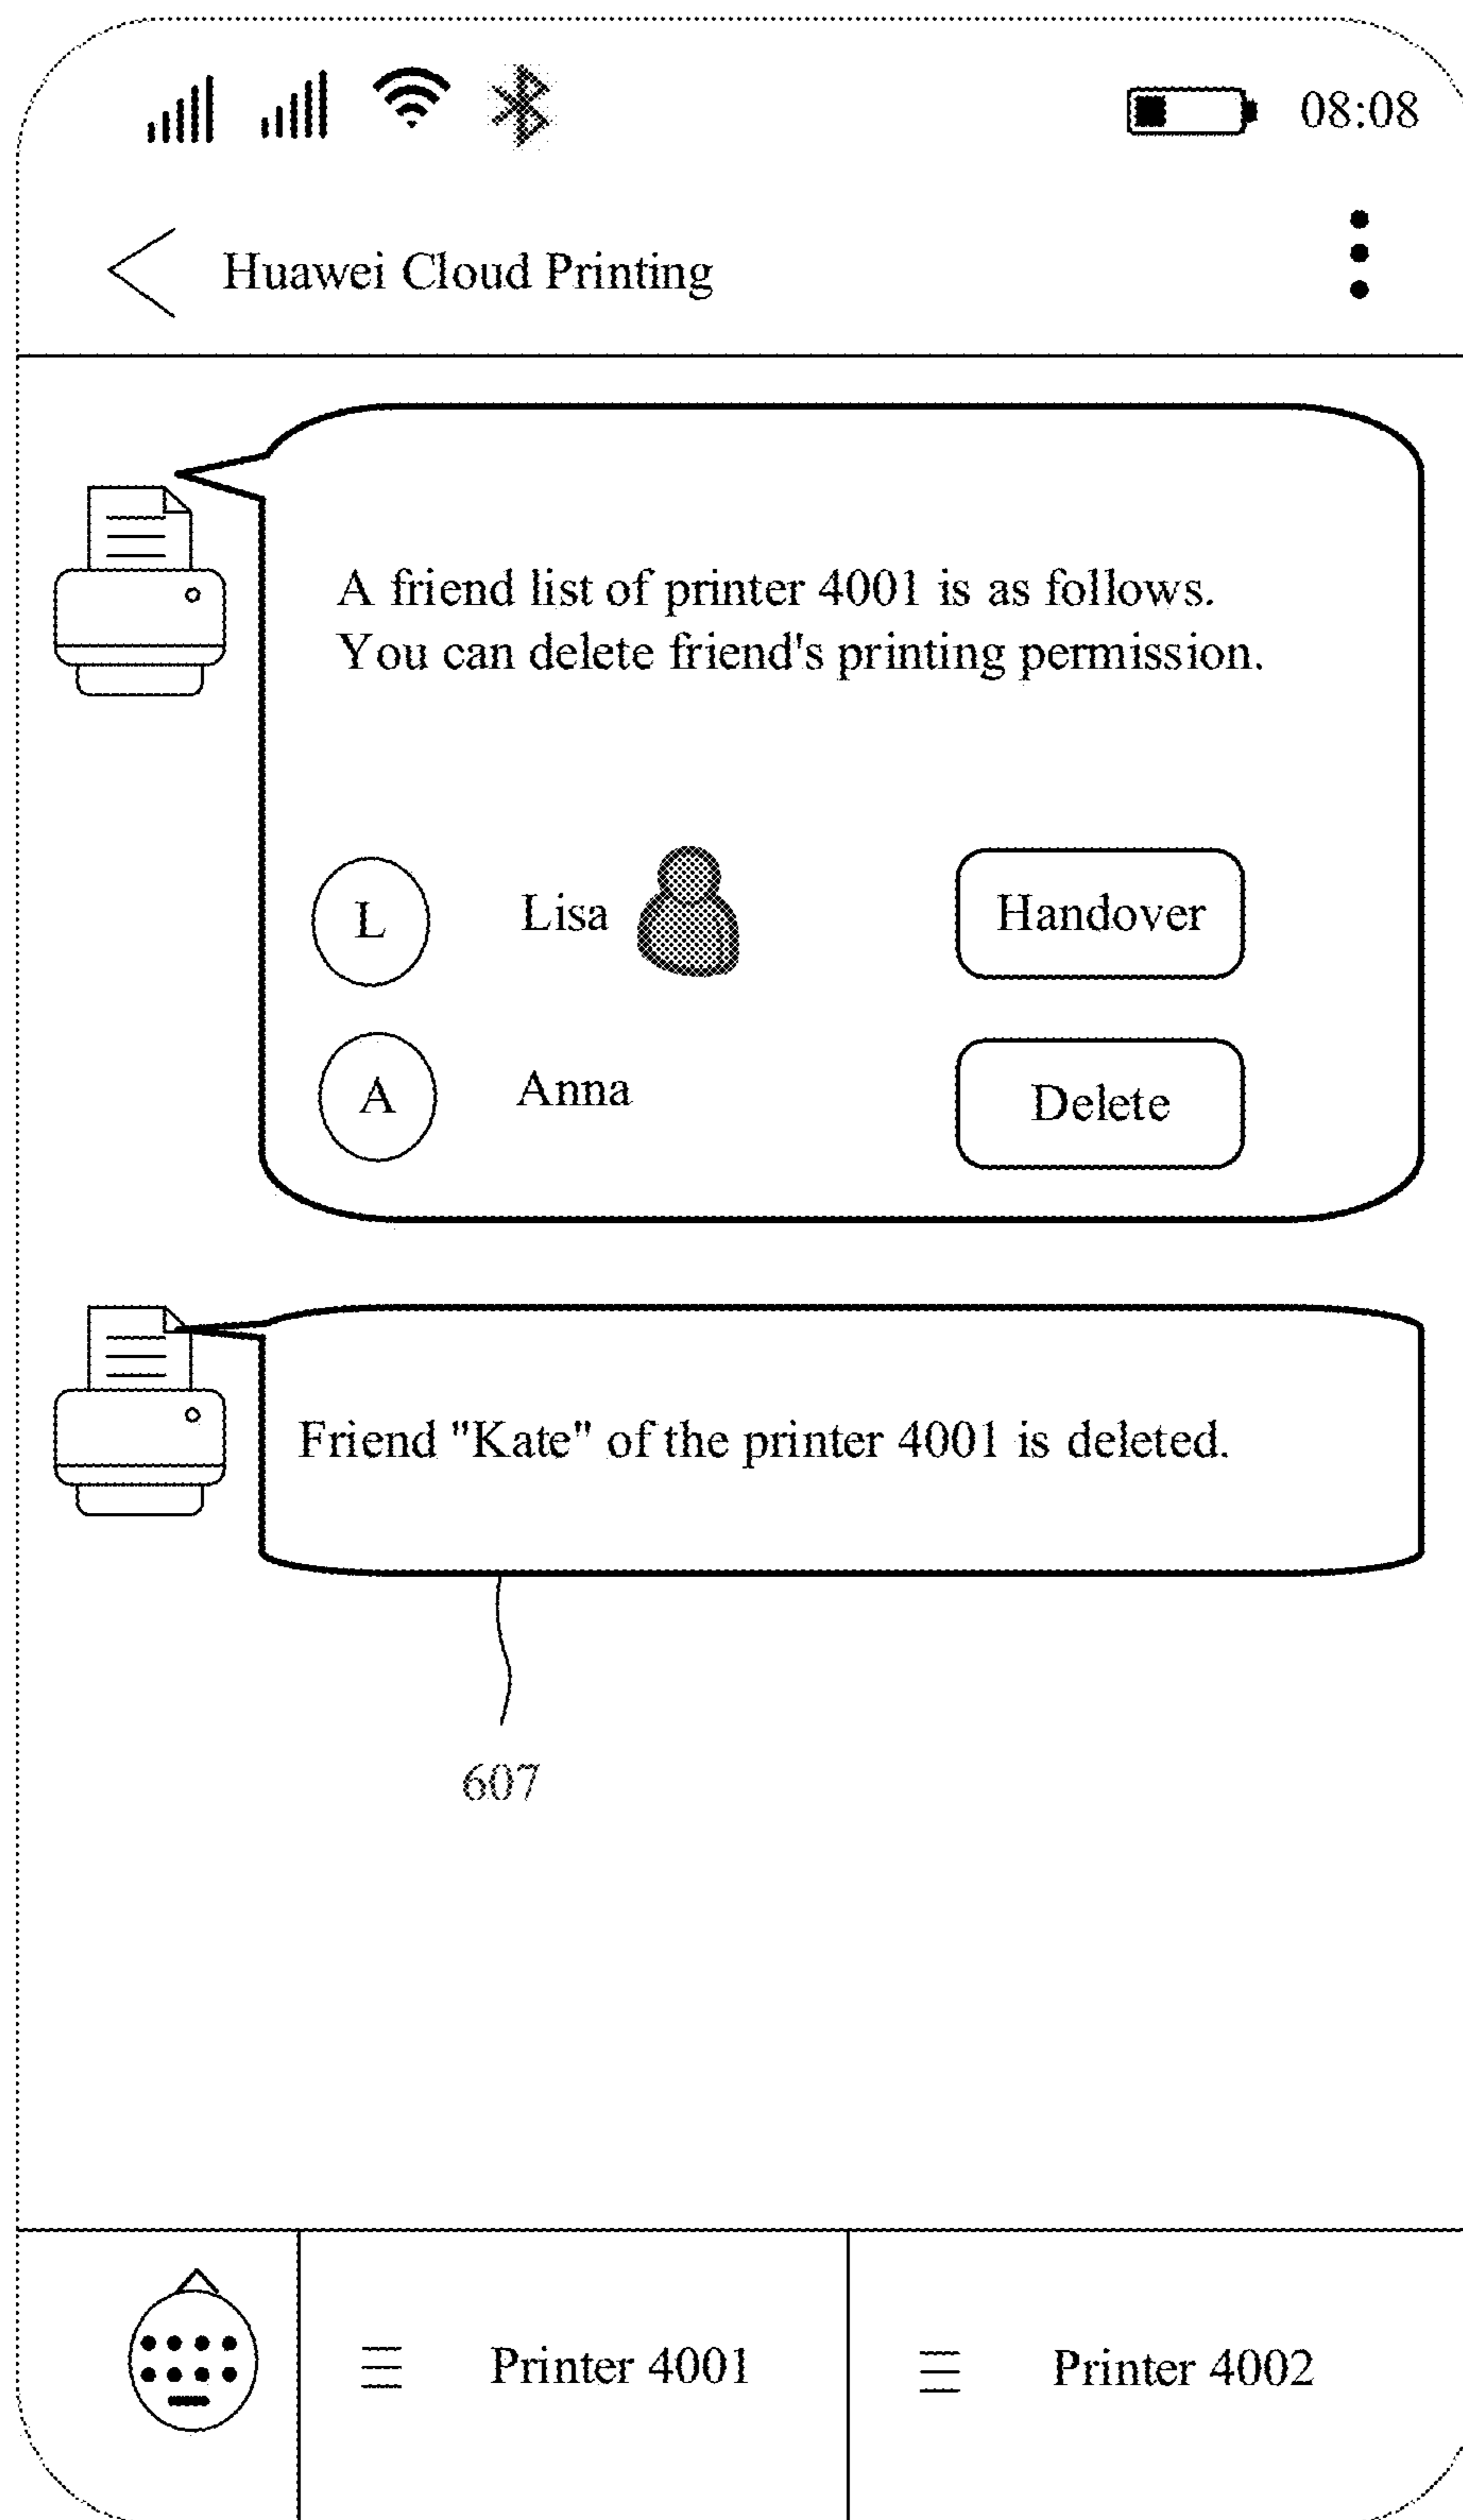 08:08
Huawei Cloud Printing
A friend list of printer 4001 is as follows.
You can delete friend's printing permission.
L Lisa Handover
A Anna Delete
Friend "Kate" of the printer 4001 is deleted.
607
Printer 4001 Printer 4002